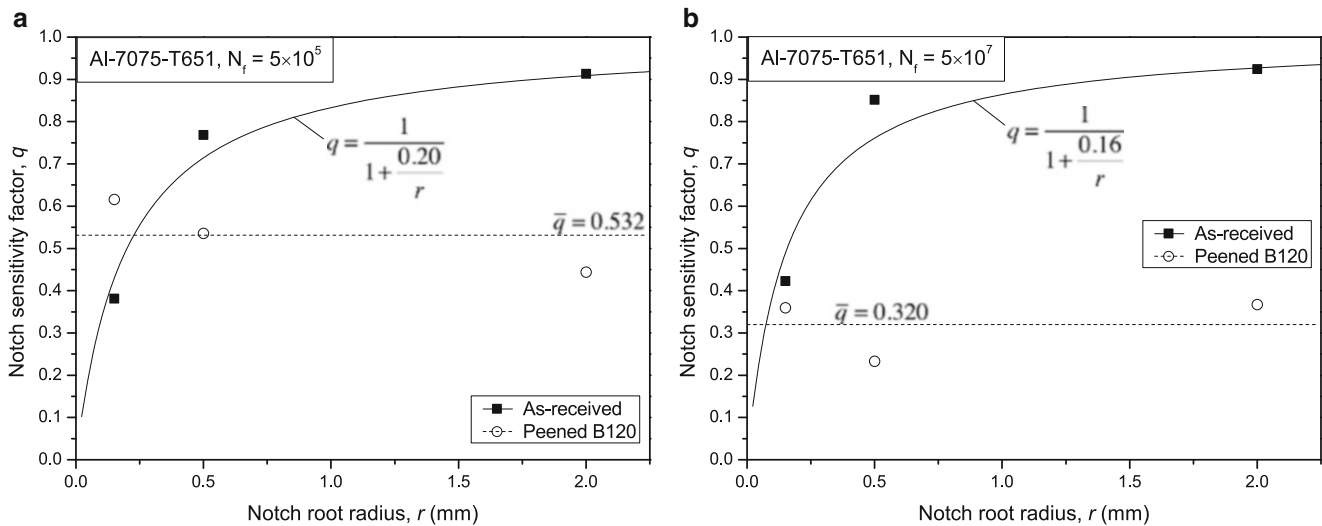 a
Al-7075-T651, N_f = 5×10^5
q = 1 / (1 + 0.20/r)
q̅ = 0.532
As-received
Peened B120
1.0
0.9
0.8
0.7
0.6
0.5
0.4
0.3
0.2
0.1
0.0
0.0
0.5
1.0
1.5
2.0
Notch sensitivity factor, q
Notch root radius, r (mm)
b
Al-7075-T651, N_f = 5×10^7
q = 1 / (1 + 0.16/r)
As-received
Peened B120
q̅ = 0.320
1.0
0.9
0.8
0.7
0.6
0.5
0.4
0.3
0.2
0.1
0.0
0.0
0.5
1.0
1.5
2.0
Notch sensitivity factor, q
Notch root radius, r (mm)